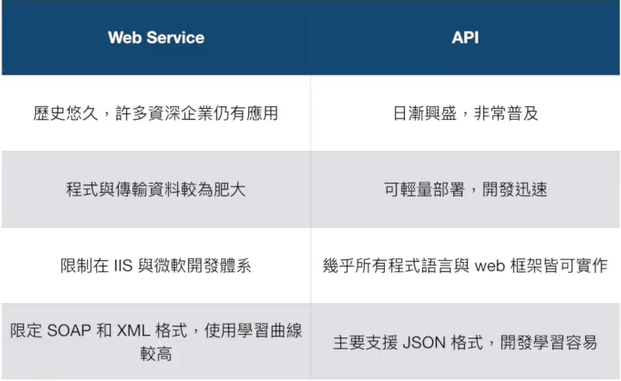 Web Service
API
歷史悠久，許多資深企業仍有應用
日漸興盛，非常普及
程式與傳輸資料較為肥大
可輕量部署，開發迅速
限制在 IIS 與微軟開發體系
幾乎所有程式語言與 web 框架皆可實作
限定 SOAP 和 XML 格式，使用學習曲線
較高
主要支援 JSON 格式，開發學習容易